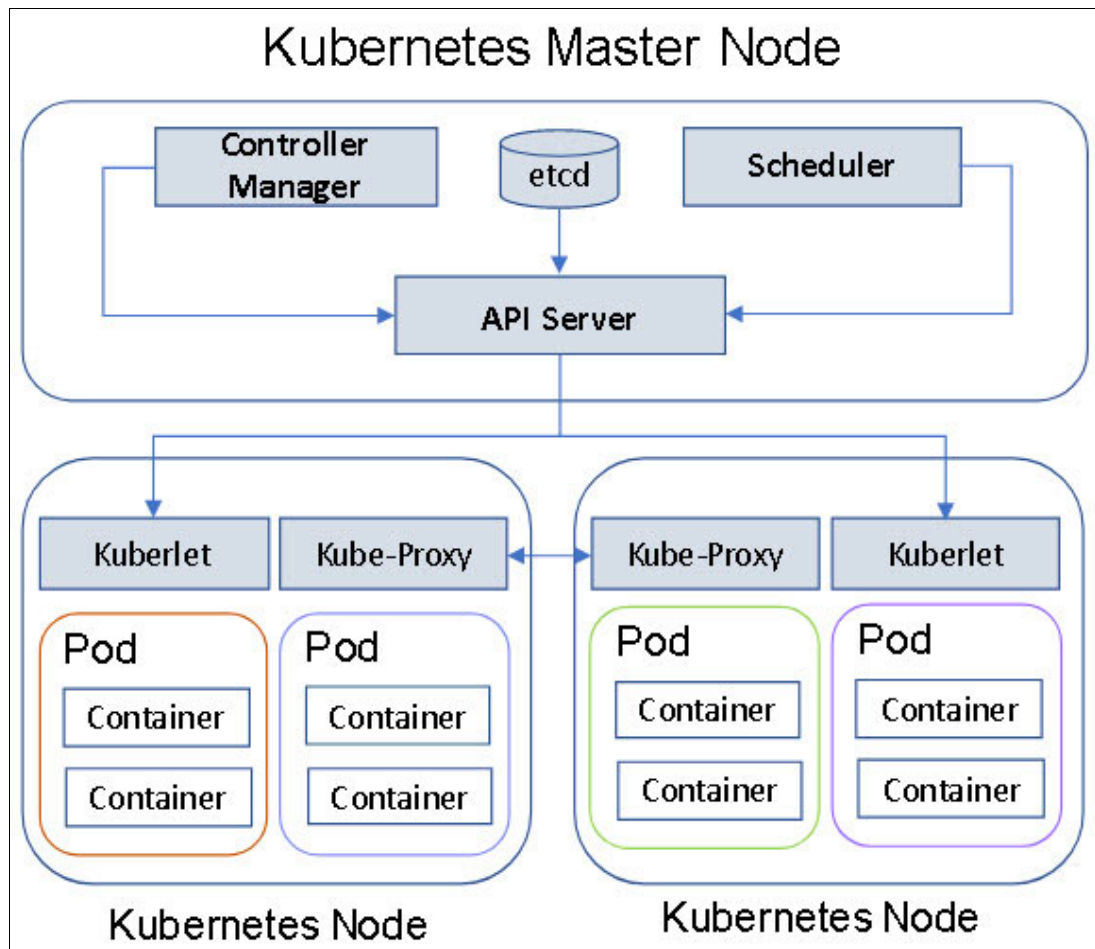 Kubernetes Master Node
Controller
Manager
etcd
Scheduler
API Server
Kuberlet
Kube-Proxy
Pod
Container
Container
Pod
Container
Container
Kubernetes Node
Kube-Proxy
Kuberlet
Pod
Container
Container
Pod
Container
Container
Kubernetes Node